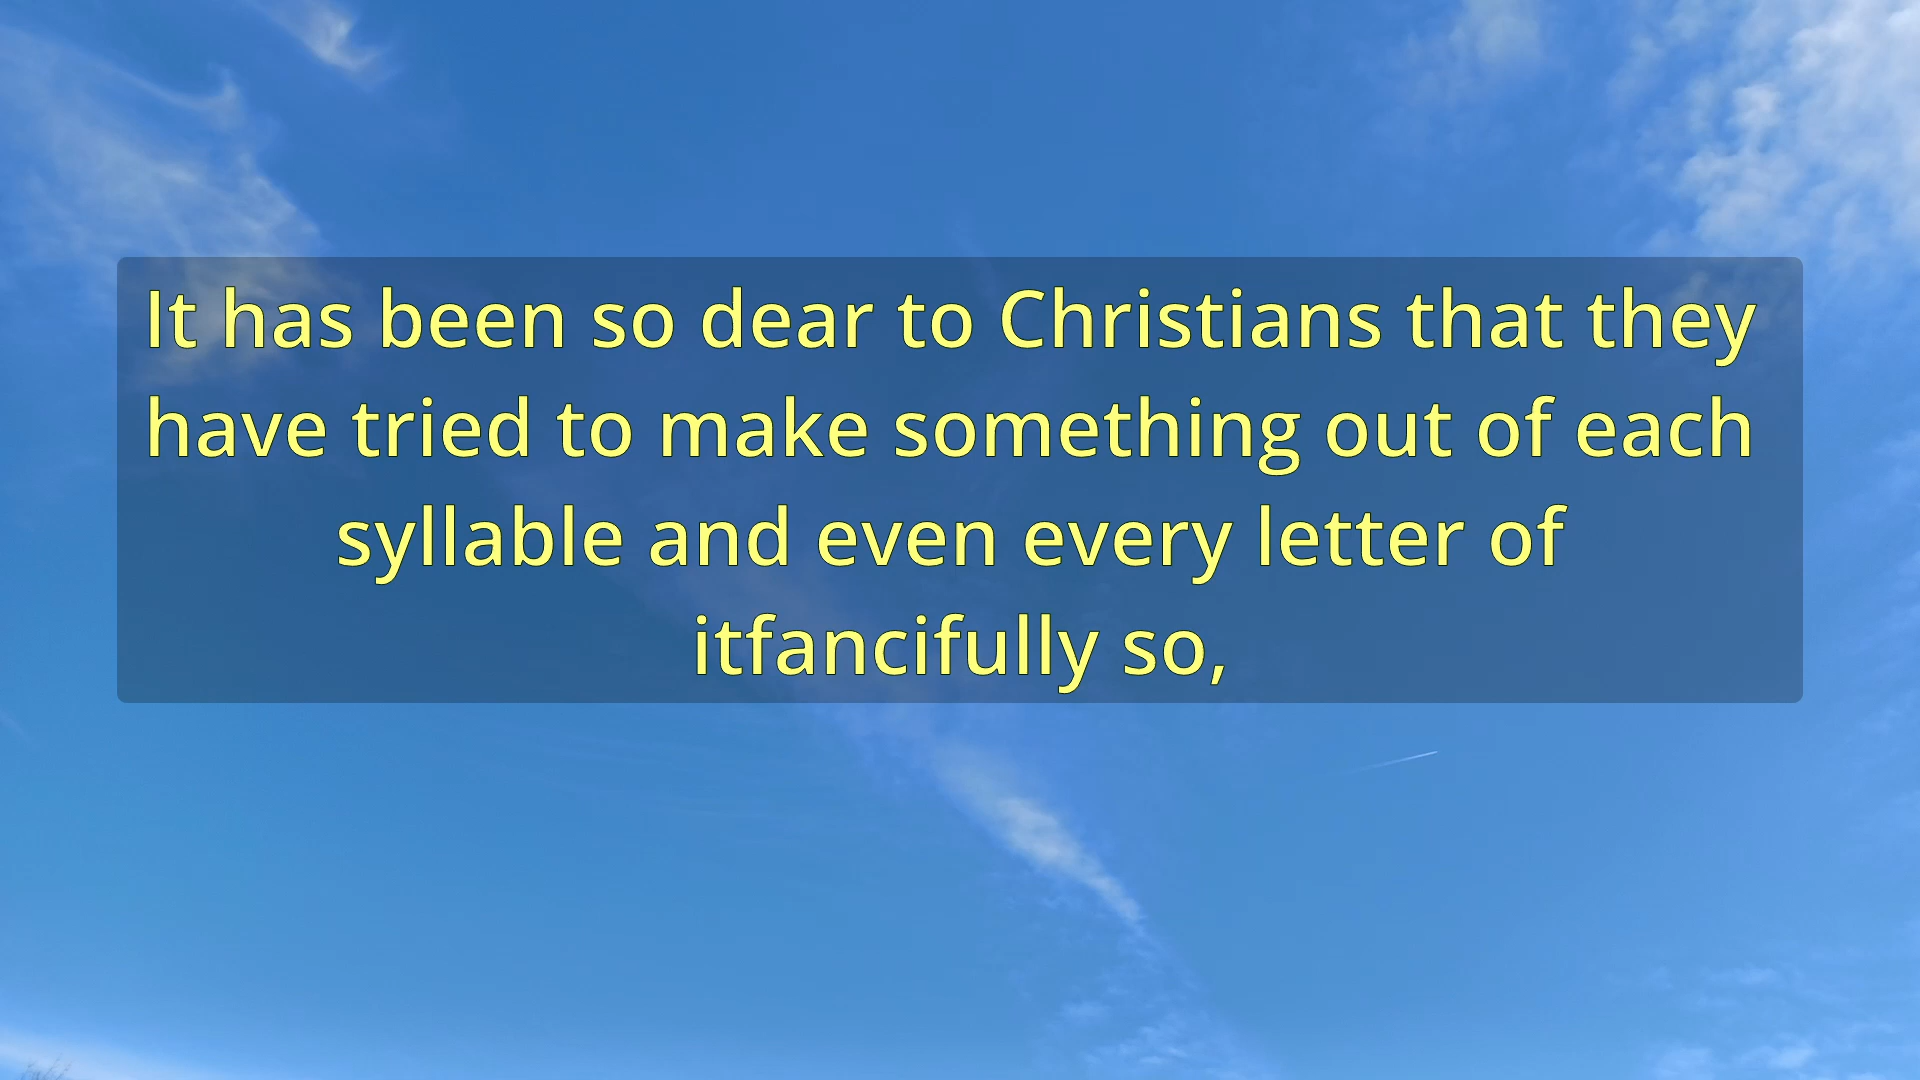 It has been so dear to Christians that they
have tried to make something out of each
syllable and even every letter of
itfancifully so,